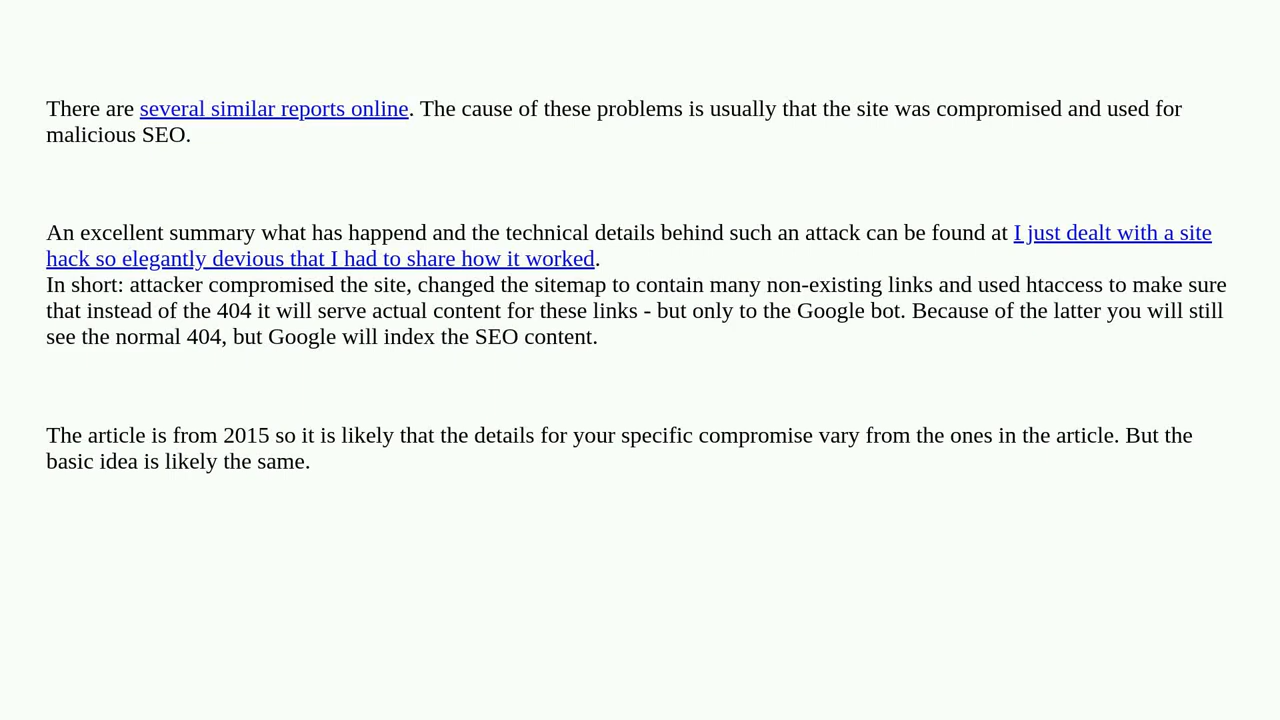 There are several similar reports online. The cause of these problems is usually that the site was compromised and used for
malicious SEO.
An excellent summary what has happend and the technical details behind such an attack can be found at I just dealt with a site
hack so elegantly devious that I had to share how it worked.
In short: attacker compromised the site, changed the sitemap to contain many non-existing links and used htaccess to make sure
that instead of the 404 it will serve actual content for these links - but only to the Google bot. Because of the latter you will still
see the normal 404, but Google will index the SEO content.
The article is from 2015 so it is likely that the details for your specific compromise vary from the ones in the article. But the
basic idea is likely the same.